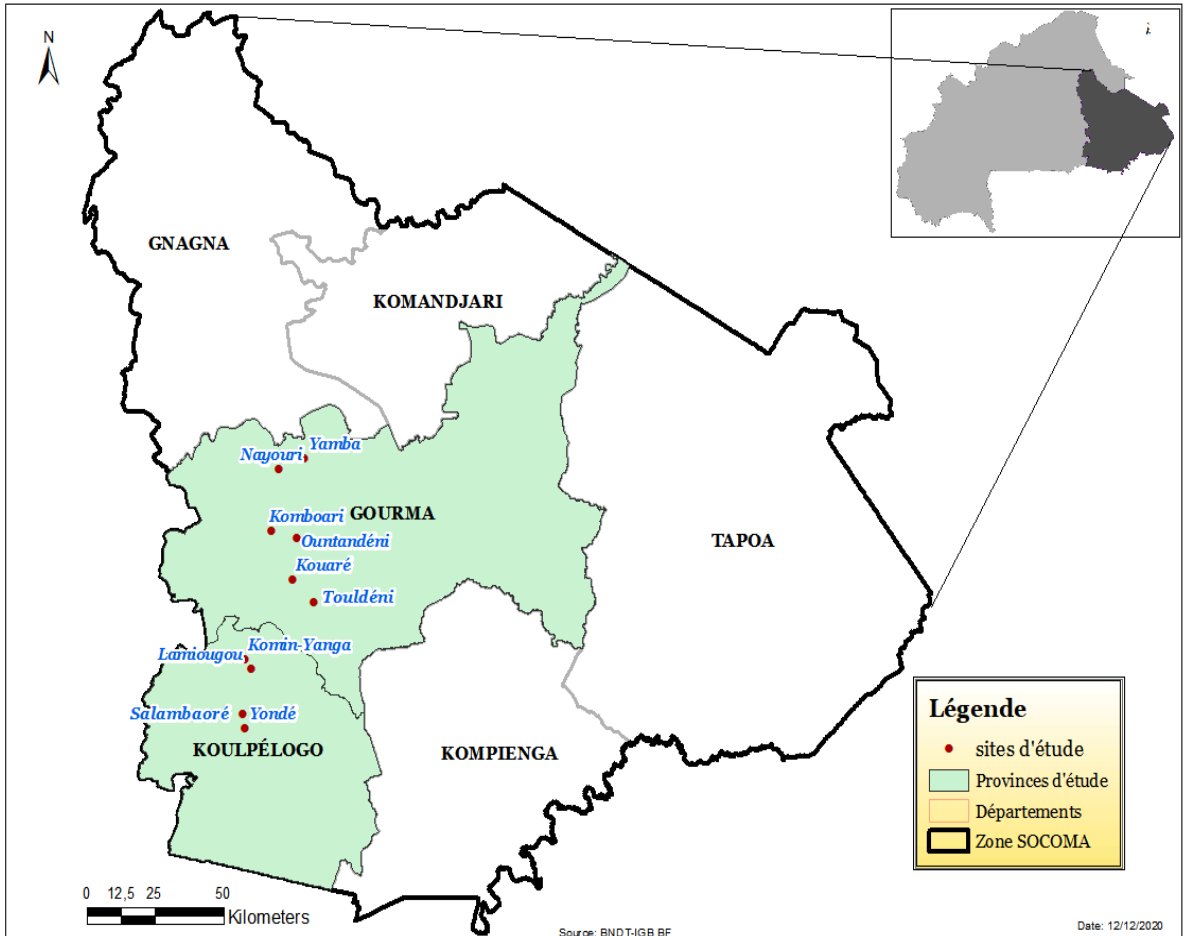 N
i
GNAGNA
KOMANDJARI
Yamba
Nayouri
Komboari
GOURMA
Ountandéni
TAPOA
Kouaré
Touldéni
Komin-Yanga
Lamiougou
Salambaoré
Yondé
KOULPÉLOGO
KOMPIENGA
Légende
sites d'étude
Provinces d'étude
Départements
Zone SOCOMA
0 12,5 25 50
Kilometers
Source: BNDT-IGB BF
Date: 12/12/2020